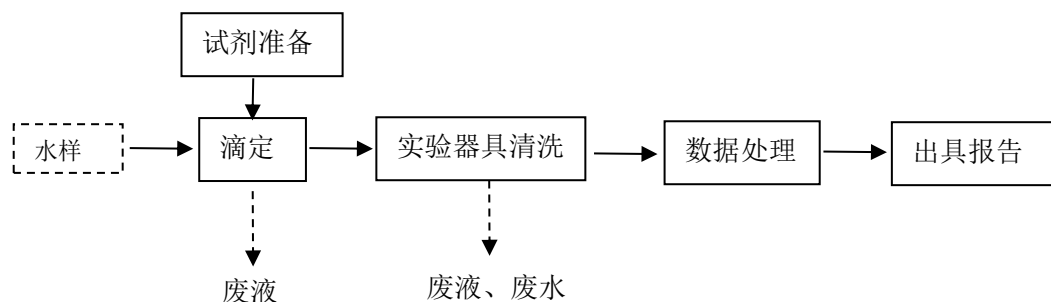 试剂准备
水样
滴定
实验器具清洗
数据处理
出具报告
废液
废液、废水